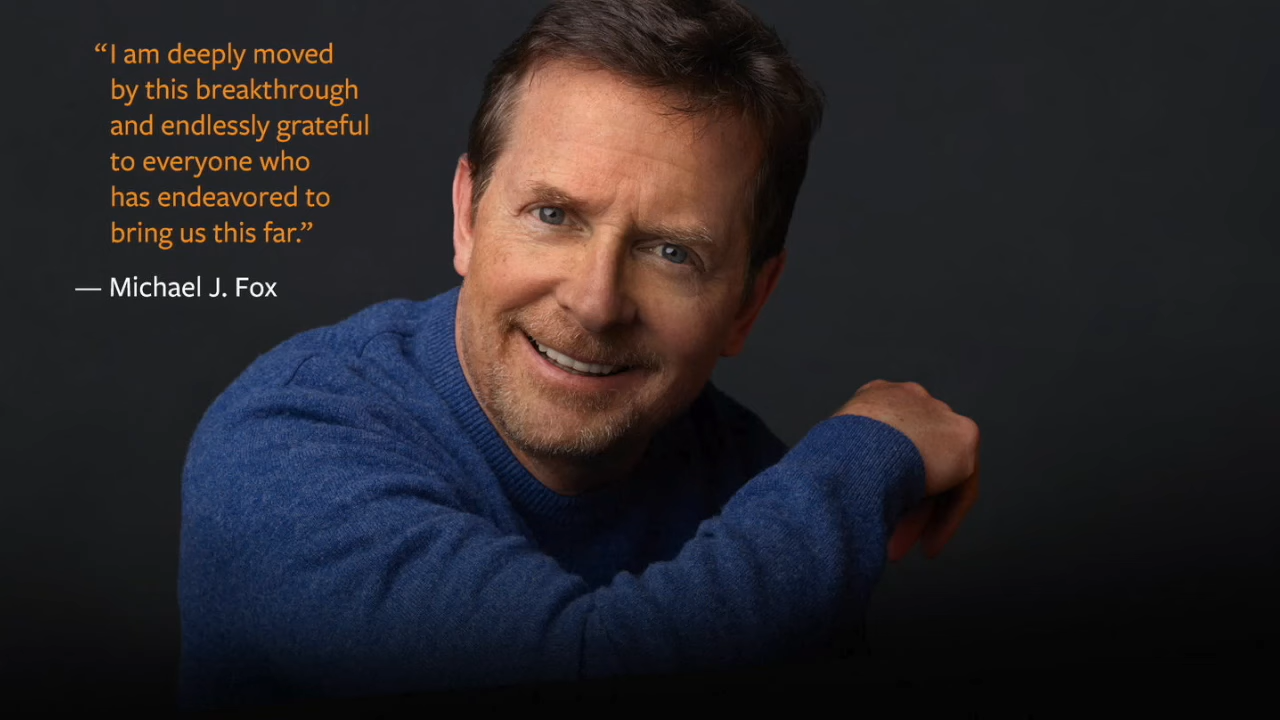 “I am deeply moved
by this breakthrough
and endlessly grateful
to everyone who
has endeavored to
bring us this far.”
— Michael J. Fox